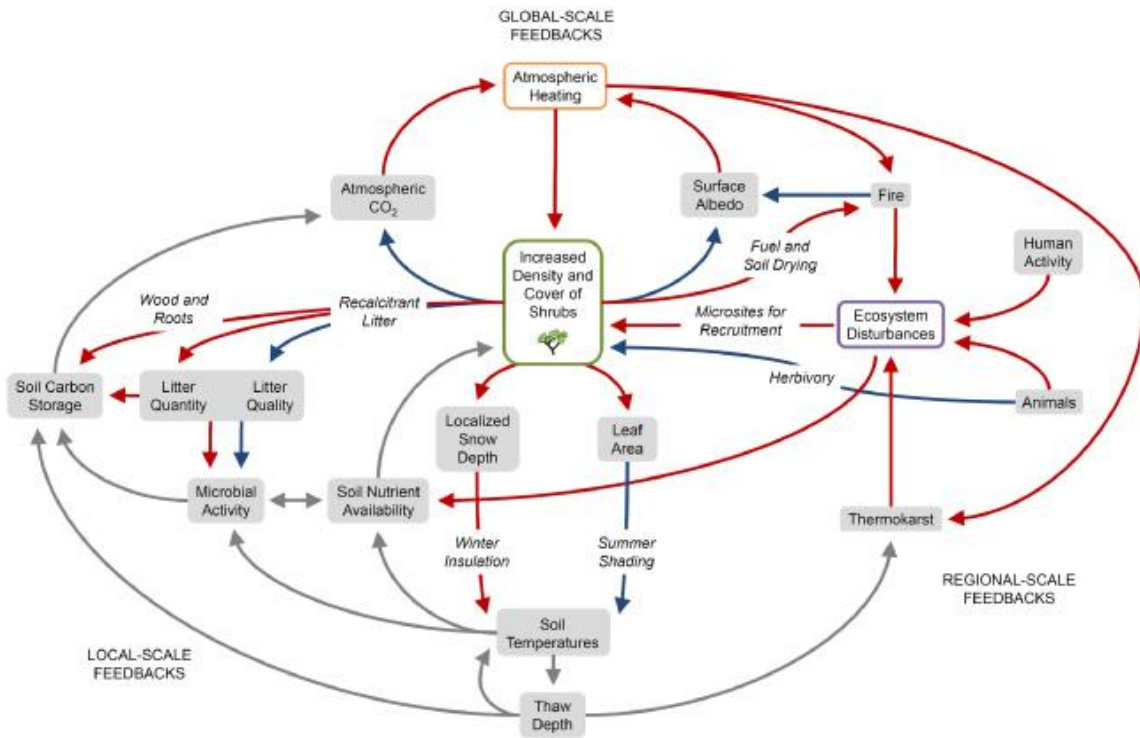 GLOBAL-SCALE
FEEDBACKS
Atmospheric
Heating
Atmospheric
CO₂
Surface
Albedo
Fire
Human
Activity
Increased
Density and
Cover of
Shrubs
Fuel and
Soil Drying
Wood and
Roots
Recalcitrant
Litter
Microsites for
Recruitment
Ecosystem
Disturbances
Herbivory
Animals
Soil Carbon
Storage
Litter
Quantity
Litter
Quality
Localized
Snow
Depth
Leaf
Area
Microbial
Activity
Soil Nutrient
Availability
Thermokarst
Winter
Insulation
Summer
Shading
REGIONAL-SCALE
FEEDBACKS
Soil
Temperatures
LOCAL-SCALE
FEEDBACKS
Thaw
Depth